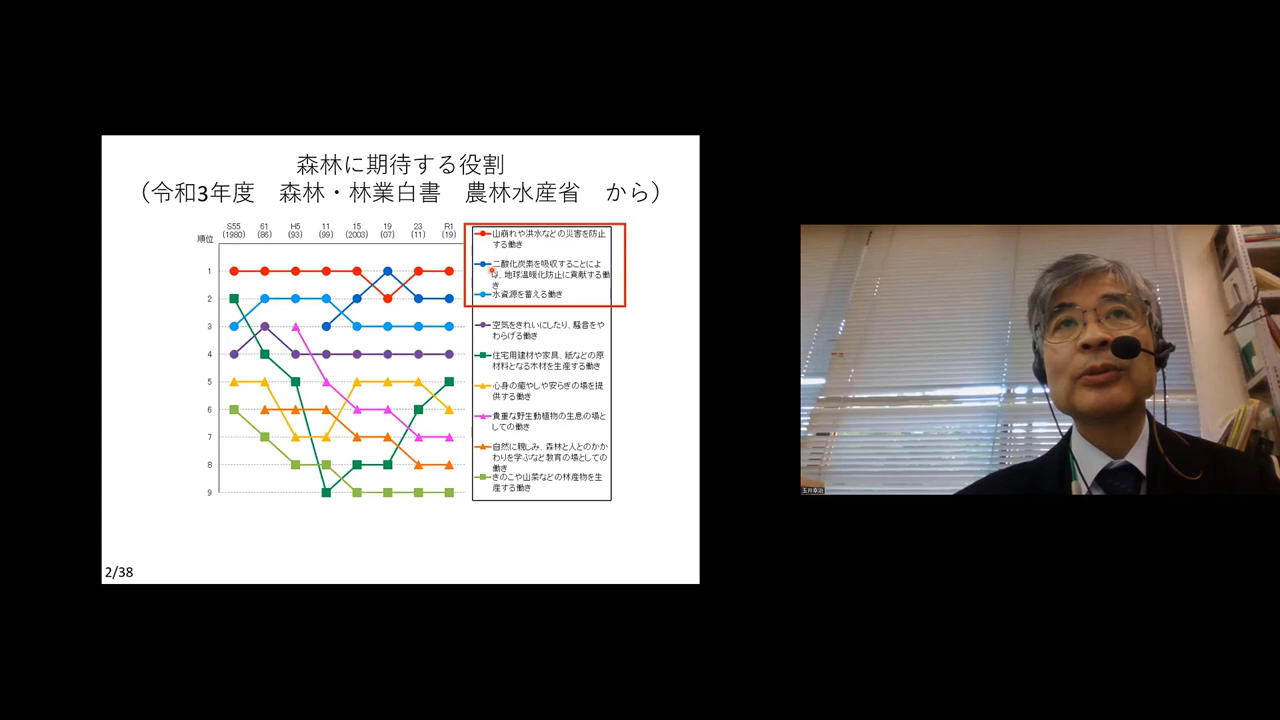 森林に期待する役割
（令和3年度　森林・林業白書　農林水産省　から）
S55 61 H5 11 15 19 23 R1
(1980) (86) (93) (99) (2003) (07) (11) (19)
順位
1
2
3
4
5
6
7
8
9
山崩れや洪水などの災害を防止
する働き
二酸化炭素を吸収することによ
り、地球温暖化防止に貢献する働
き
水資源を蓄える働き
空気をきれいにしたり、騒音をや
わらげる働き
住宅用建材や家具、紙などの原
材料となる木材を生産する働き
心身の癒やしや安らぎの場を提
供する働き
貴重な野生動植物の生息の場と
しての働き
自然に親しみ、森林と人とのかか
わりを学ぶなど教育の場としての
働き
きのこや山菜などの林産物を生
産する働き
2/38
玉井幸治